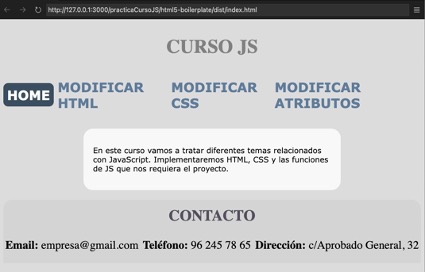 http://127.0.0.1:3000/practicaCursoJS/html5-boilerplate/dist/index.html
CURSO JS
HOME MODIFICAR HTML MODIFICAR CSS MODIFICAR ATRIBUTOS
En este curso vamos a tratar diferentes temas relacionados
con JavaScript. Implementaremos HTML, CSS y las funciones
de JS que nos requiera el proyecto.
CONTACTO
Email: empresa@gmail.com Teléfono: 96 245 78 65 Dirección: c/Aprobado General, 32